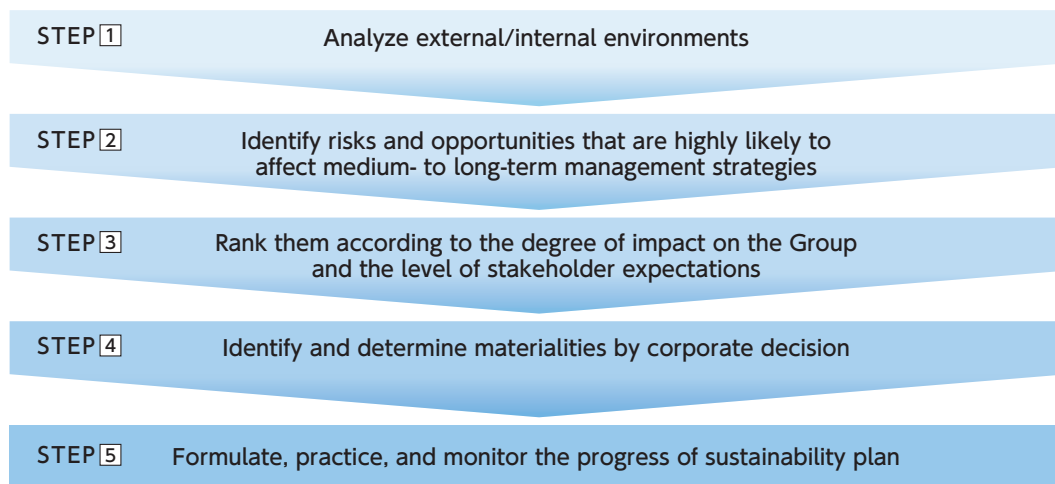 STEP 1 Analyze external/internal environments
STEP 2 Identify risks and opportunities that are highly likely to
affect medium- to long-term management strategies
STEP 3 Rank them according to the degree of impact on the Group
and the level of stakeholder expectations
STEP 4 Identify and determine materialities by corporate decision
STEP 5 Formulate, practice, and monitor the progress of sustainability plan